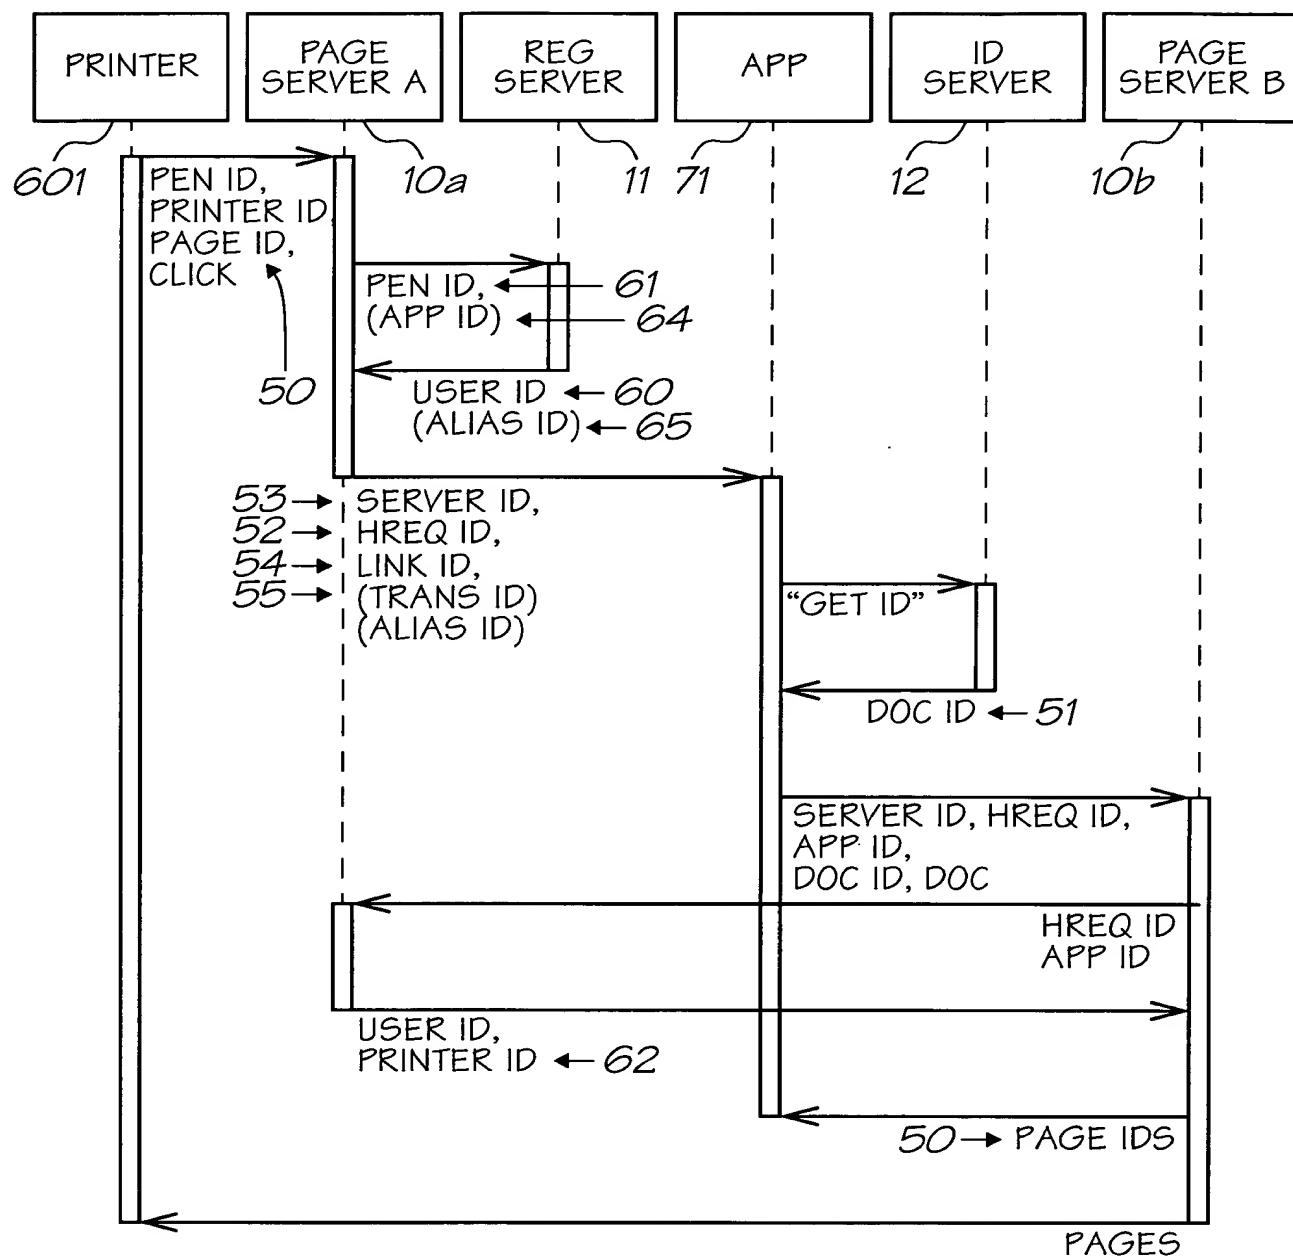 PRINTER
PAGE
SERVER A
REG
SERVER
APP
ID
SERVER
PAGE
SERVER B
601
10a
11
71
12
10b
PEN ID,
PRINTER ID
PAGE ID,
CLICK
50
PEN ID, 61
(APP ID) 64
USER ID 60
(ALIAS ID) 65
53 SERVER ID,
52 HREQ ID,
54 LINK ID,
55 (TRANS ID)
(ALIAS ID)
“GET ID”
DOC ID 51
SERVER ID, HREQ ID,
APP ID,
DOC ID, DOC
HREQ ID
APP ID
USER ID,
PRINTER ID 62
50 PAGE IDS
PAGES